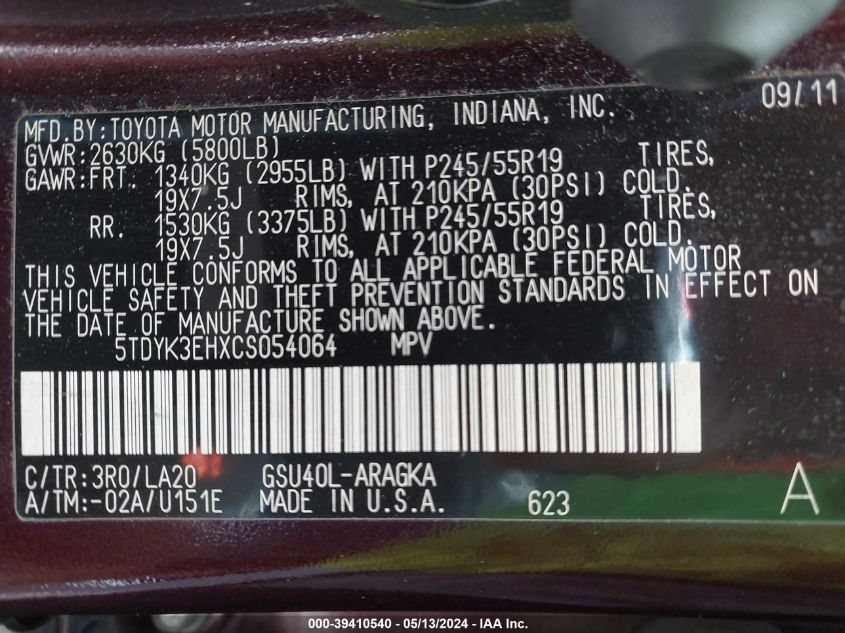 09/11
MFD.BY:TOYOTA MOTOR MANUFACTURING, INDIANA, INC.
GVWR:2630KG (5800LB)
GAWR:FRT. 1340KG (2955LB) WITH P245/55R19 TIRES,
19X7.5J RIMS, AT 210KPA (30PSI) COLD.
RR. 1530KG (3375LB) WITH P245/55R19 TIRES,
19X7.5J RIMS, AT 210KPA (30PSI) COLD.
THIS VEHICLE CONFORMS TO ALL APPLICABLE FEDERAL MOTOR
VEHICLE SAFETY AND THEFT PREVENTION STANDARDS IN EFFECT ON
THE DATE OF MANUFACTURE SHOWN ABOVE.
5TDYK3EHXCS054064 MPV
C/TR:3R0/LA20 GSU40L-ARAGKA
A/TM:-02A/U151E MADE IN U.S.A. 623 A
000-39410540 - 05/13/2024 - IAA Inc.